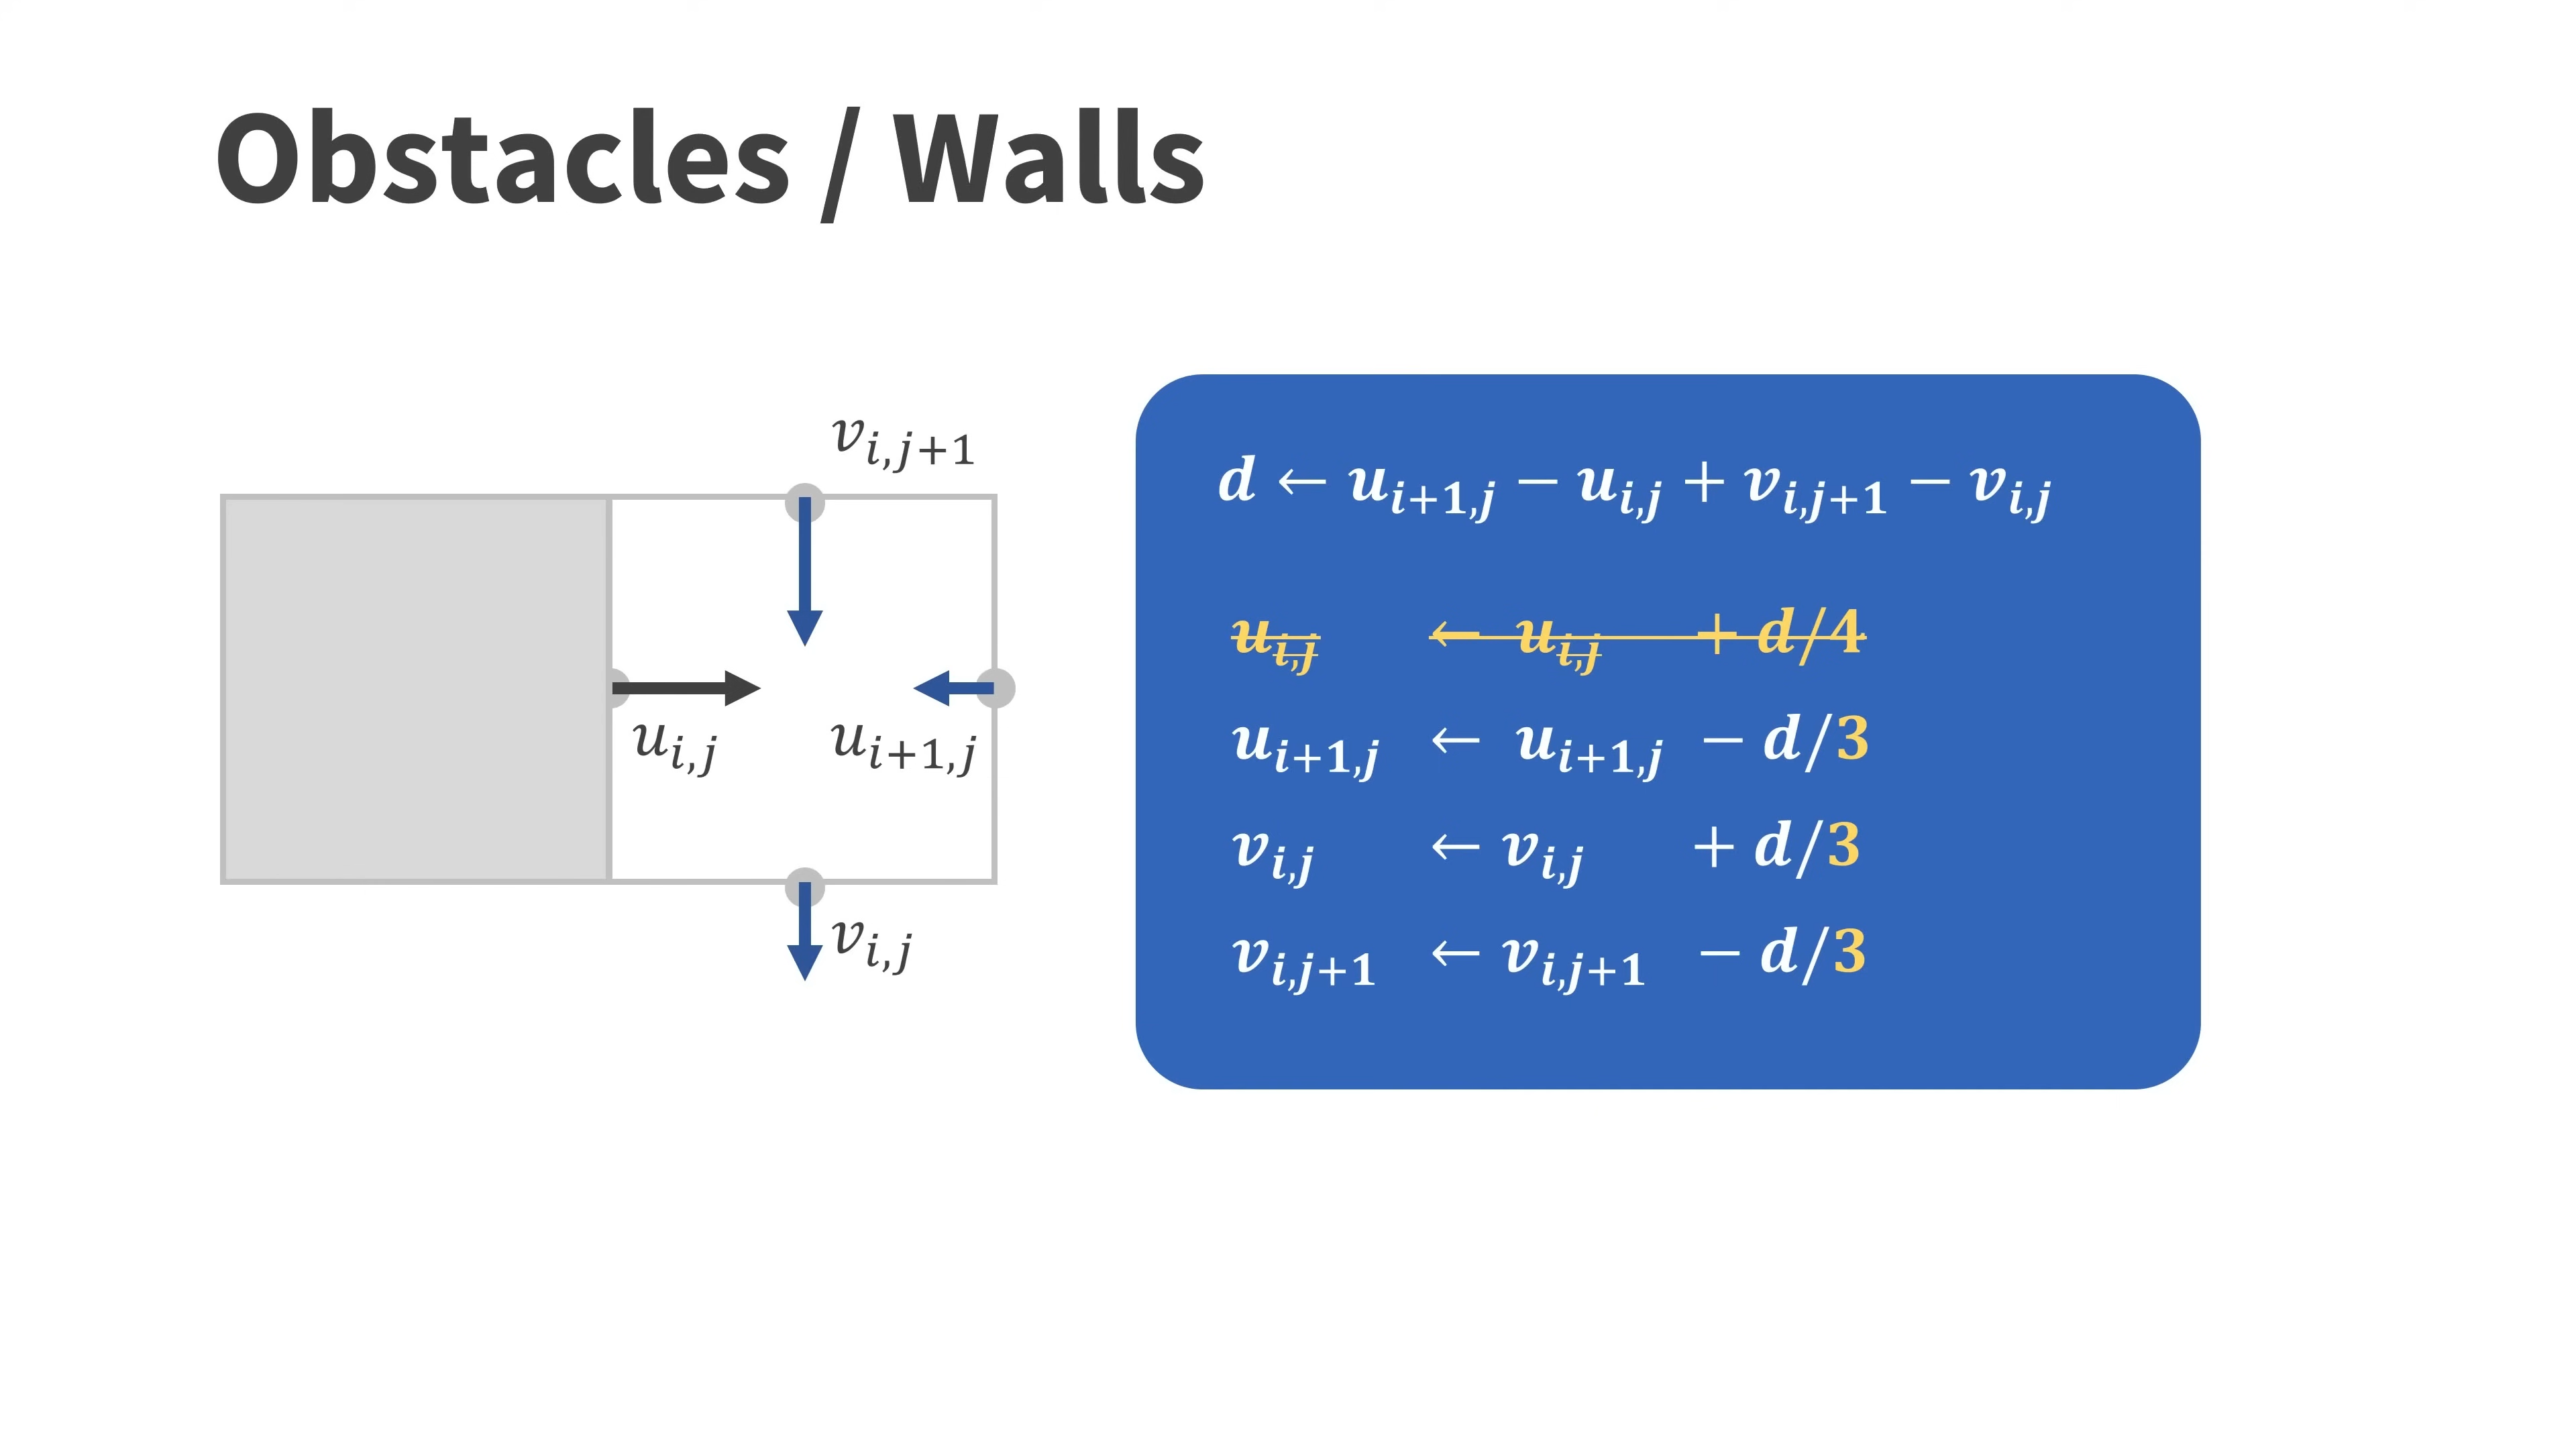 Obstacles / Walls
v_{i,j+1}
u_{i,j}
u_{i+1,j}
v_{i,j}
d ← u_{i+1,j} − u_{i,j} + v_{i,j+1} − v_{i,j}
u_{i,j} ← u_{i,j} + d/4
u_{i+1,j} ← u_{i+1,j} − d/3
v_{i,j} ← v_{i,j} + d/3
v_{i,j+1} ← v_{i,j+1} − d/3